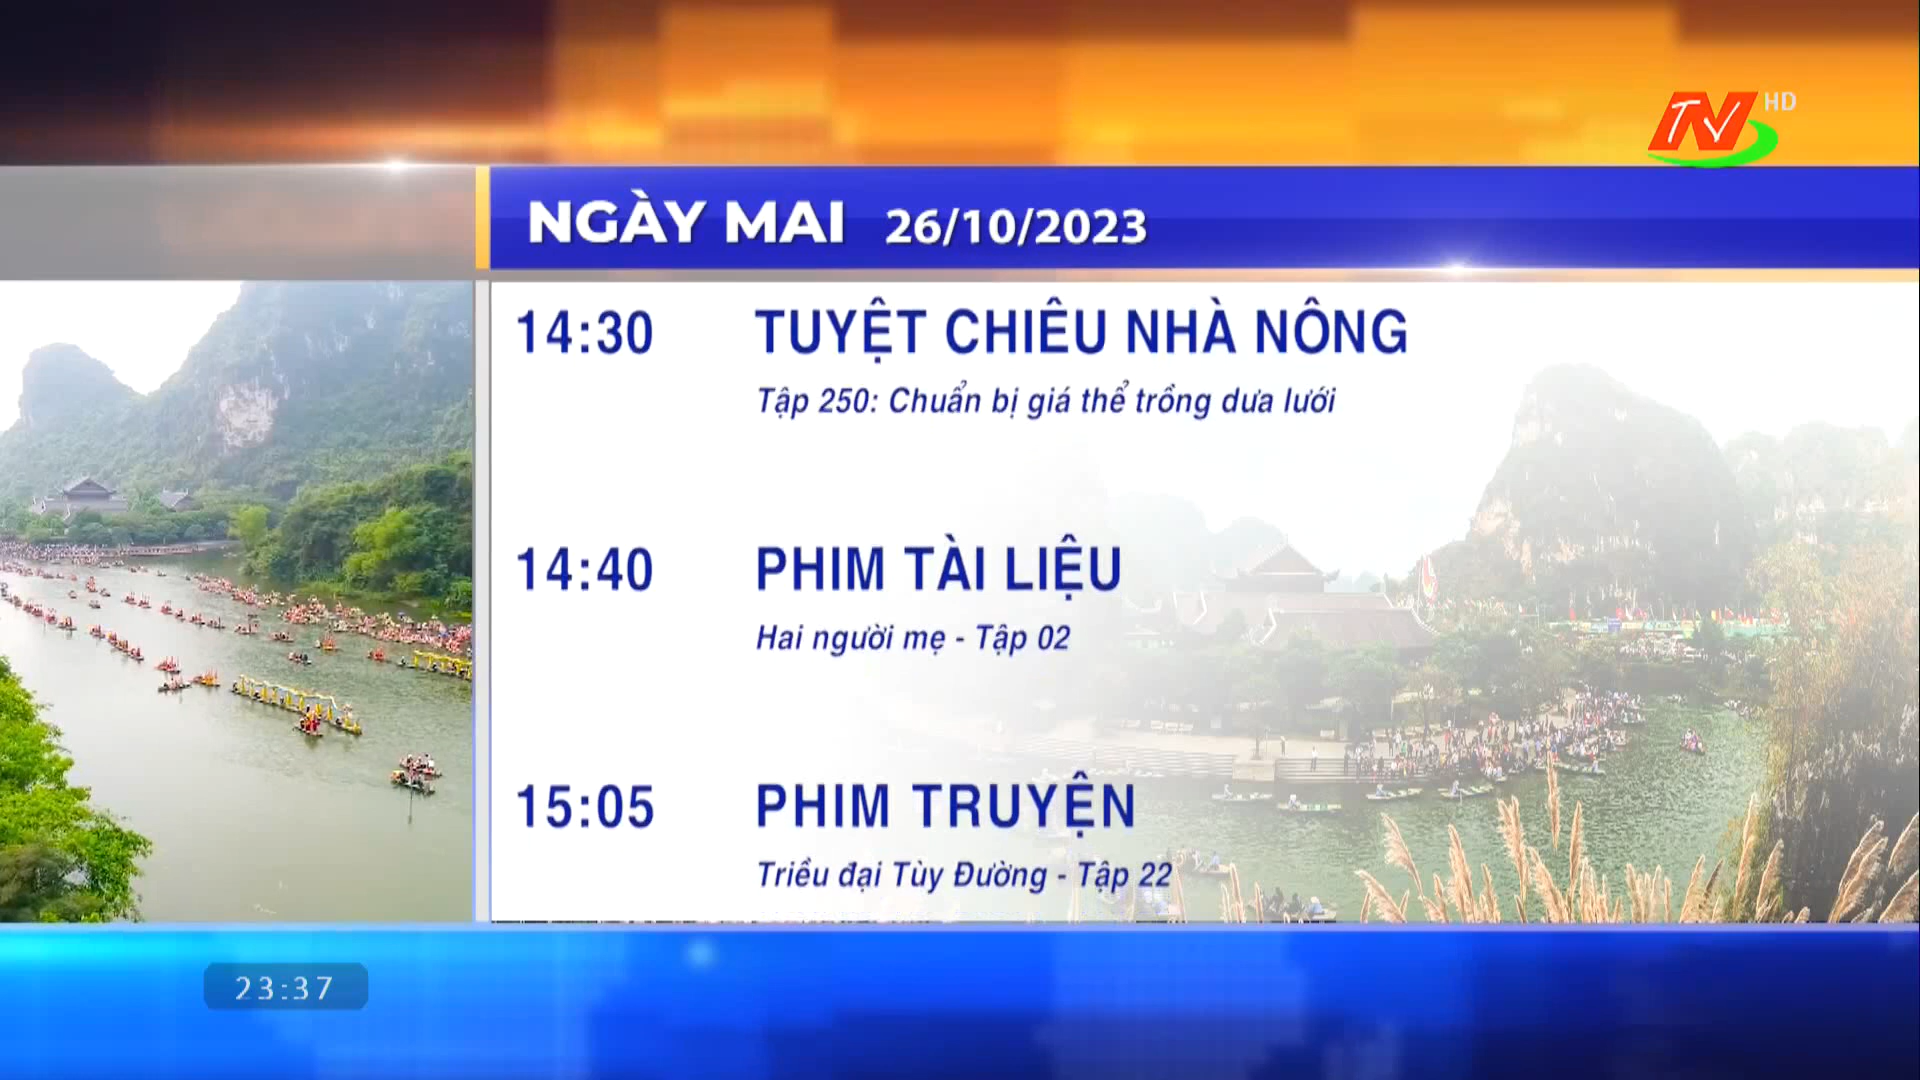 NTV HD
NGÀY MAI 26/10/2023
14:30 TUYỆT CHIÊU NHÀ NÔNG
Tập 250: Chuẩn bị giá thể trồng dưa lưới
14:40 PHIM TÀI LIỆU
Hai người mẹ - Tập 02
15:05 PHIM TRUYỆN
Triều đại Tùy Đường - Tập 22
23:37